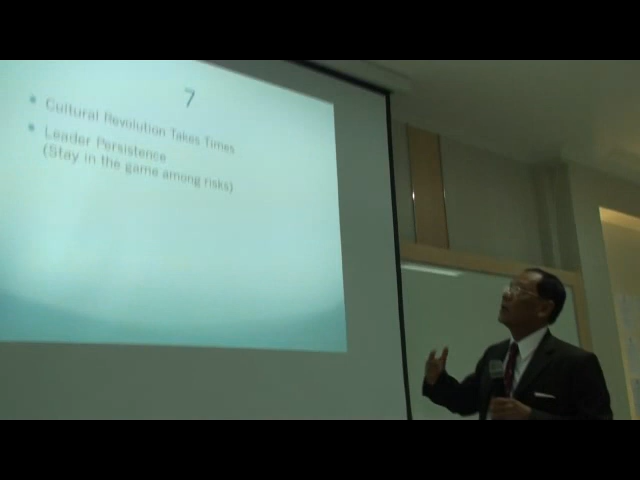 7
Cultural Revolution Takes Times
Leader Persistence
(Stay in the game among risks)